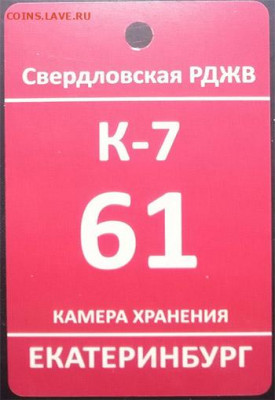 COINS.LAVE.RU
Свердловская РДЖВ
К-7
61
КАМЕРА ХРАНЕНИЯ
ЕКАТЕРИНБУРГ